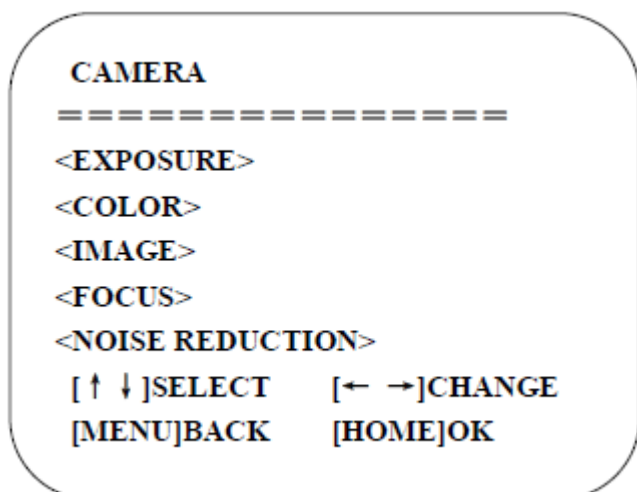 CAMERA
================
<EXPOSURE>
<COLOR>
<IMAGE>
<FOCUS>
<NOISE REDUCTION>
[↑ ↓]SELECT [← →]CHANGE
[MENU]BACK [HOME]OK